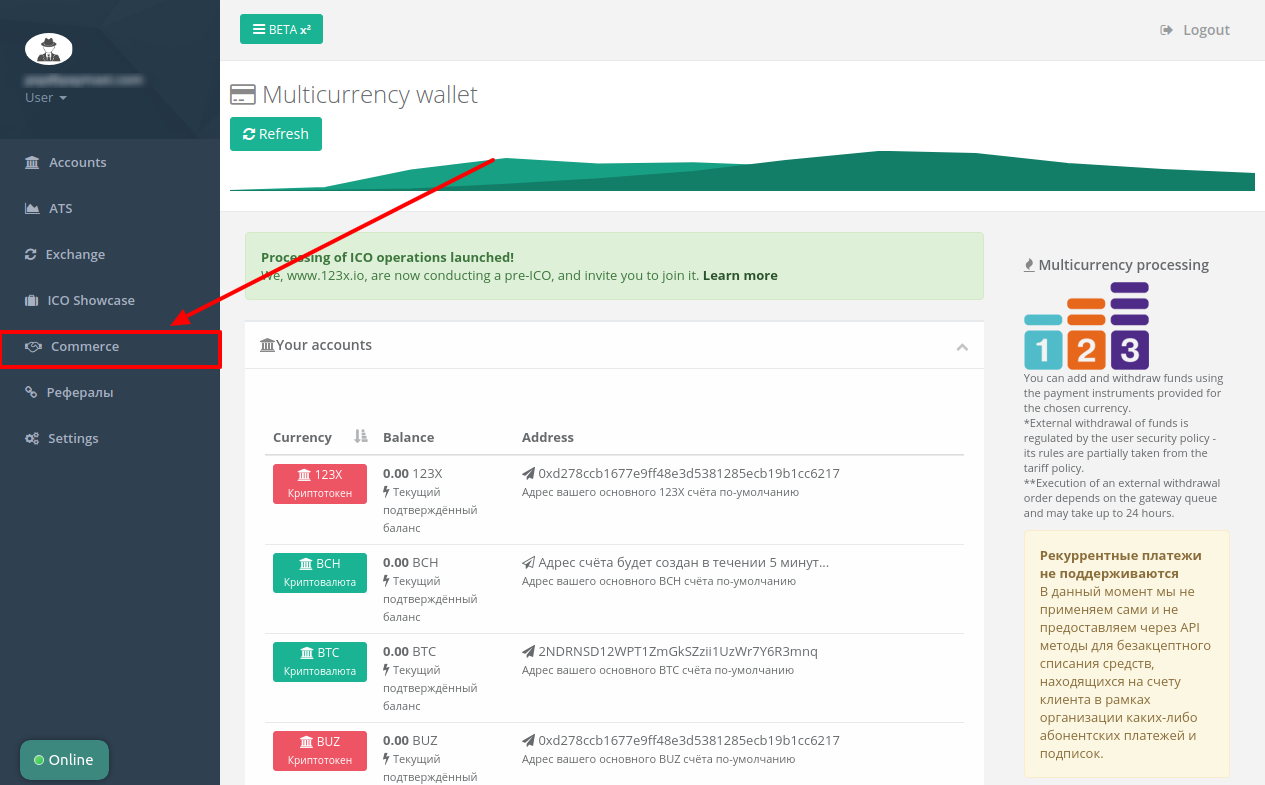 BETA x²
Logout
User
Accounts
ATS
Exchange
ICO Showcase
Commerce
Рефералы
Settings
Online
Multicurrency wallet
Refresh
Processing of ICO operations launched!
We, www.123x.io, are now conducting a pre-ICO, and invite you to join it. Learn more
Your accounts
Currency Balance Address
123X
Криптотокен
0.00 123X
Текущий
подтверждённый
баланс
0xd278ccb1677e9ff48e3d5381285ecb19b1cc6217
Адрес вашего основного 123X счёта по-умолчанию
BCH
Криптовалюта
0.00 BCH
Текущий
подтверждённый
баланс
Адрес счёта будет создан в течении 5 минут...
Адрес вашего основного BCH счёта по-умолчанию
BTC
Криптовалюта
0.00 BTC
Текущий
подтверждённый
баланс
2NDRNSD12WPT1ZmGkSZzii1UzWr7Y6R3mnq
Адрес вашего основного BTC счёта по-умолчанию
BUZ
Криптотокен
0.00 BUZ
Текущий
подтверждённый
0xd278ccb1677e9ff48e3d5381285ecb19b1cc6217
Адрес вашего основного BUZ счёта по-умолчанию
Multicurrency processing
1 2 3
You can add and withdraw funds using
the payment instruments provided for
the chosen currency.
*External withdrawal of funds is
regulated by the user security policy -
its rules are partially taken from the
tariff policy.
**Execution of an external withdrawal
order depends on the gateway queue
and may take up to 24 hours.
Рекуррентные платежи
не поддерживаются
В данный момент мы не
применяем сами и не
предоставляем через API
методы для безакцептного
списания средств,
находящихся на счету
клиента в рамках
организации каких-либо
абонентских платежей и
подписок.